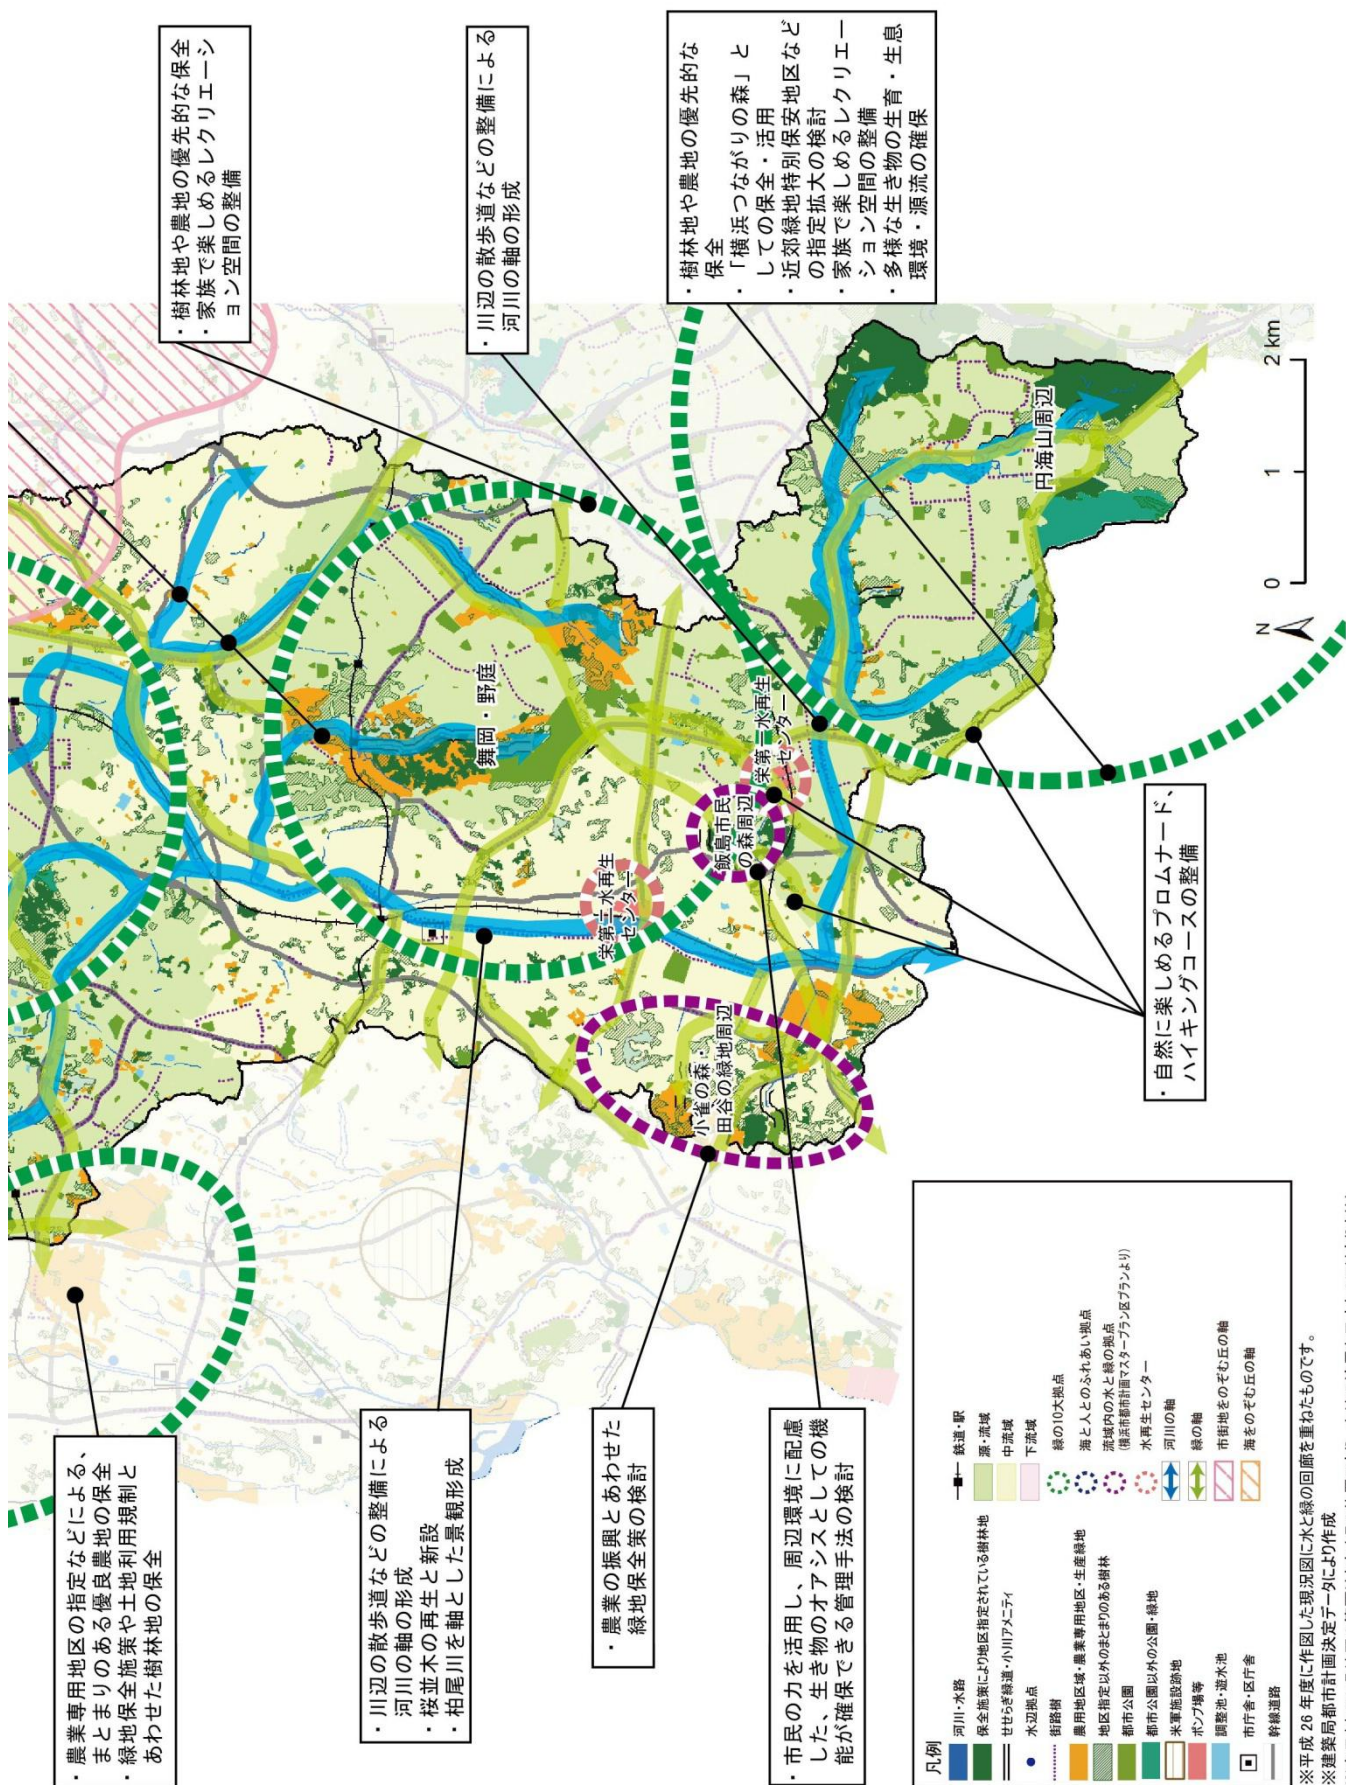 ・農業専用地区の指定などによる、
まとまりのある優良農地の保全
・緑地保全施策や土地利用規制と
あわせた樹林地の保全
・川辺の散歩道などの整備による
河川の軸の形成
・桜並木の再生と新設
・柏尾川を軸とした景観形成
・農業の振興とあわせた
緑地保全策の検討
・市民の力を活用し、周辺環境に配慮
した、生き物のオアシスとしての機
能が確保できる管理手法の検討
・樹林地や農地の優先的な保全
・家族で楽しめるレクリエーシ
ョン空間の整備
・川辺の散歩道などの整備による
河川の軸の形成
・樹林地や農地の優先的な
保全
・「横浜つながりの森」と
しての保全・活用
・近郊緑地特別保安地区など
の指定拡大の検討
・家族で楽しめるレクリエー
ション空間の整備
・多様な生き物の生育・生息
環境・源流の確保
・自然に楽しめるプロムナード、
ハイキングコースの整備
舞岡・野庭
栄第一水再生
センター
飯島市民
の森周辺
栄第二水再生
センター
小雀の森・
田谷の緑地周辺
円海山周辺
N
0 1 2 km
凡例
河川・水路
保全施策により地区指定されている樹林地
せせらぎ緑道・小川アメニティ
水辺拠点
街路樹
農用地区域・農業専用地区・生産緑地
地区指定以外のまとまりのある樹林
都市公園
都市公園以外の公園・緑地
米軍施設跡地
ポンプ場等
調整池・遊水池
市庁舎・区庁舎
幹線道路
鉄道・駅
源・流域
中流域
下流域
緑の10大拠点
海と人とのふれあい拠点
流域内の水と緑の拠点
(横浜市都市計画マスタープラン区プランより)
水再生センター
河川の軸
緑の軸
市街地をのぞむ丘の軸
海をのぞむ丘の軸
※平成 26 年度に作図した現況図に水と緑の回廊を重ねたものです。
※建築局都市計画決定データにより作成